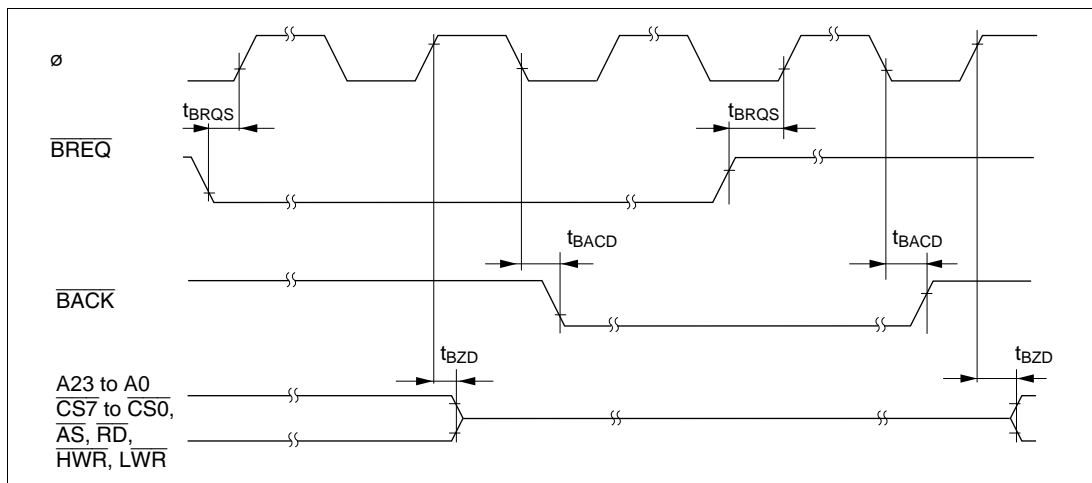 ø
tBRQS
tBRQS
BREQ
tBACD
tBACD
BACK
tBZD
tBZD
A23 to A0
CS7 to CS0,
AS, RD,
HWR, LWR